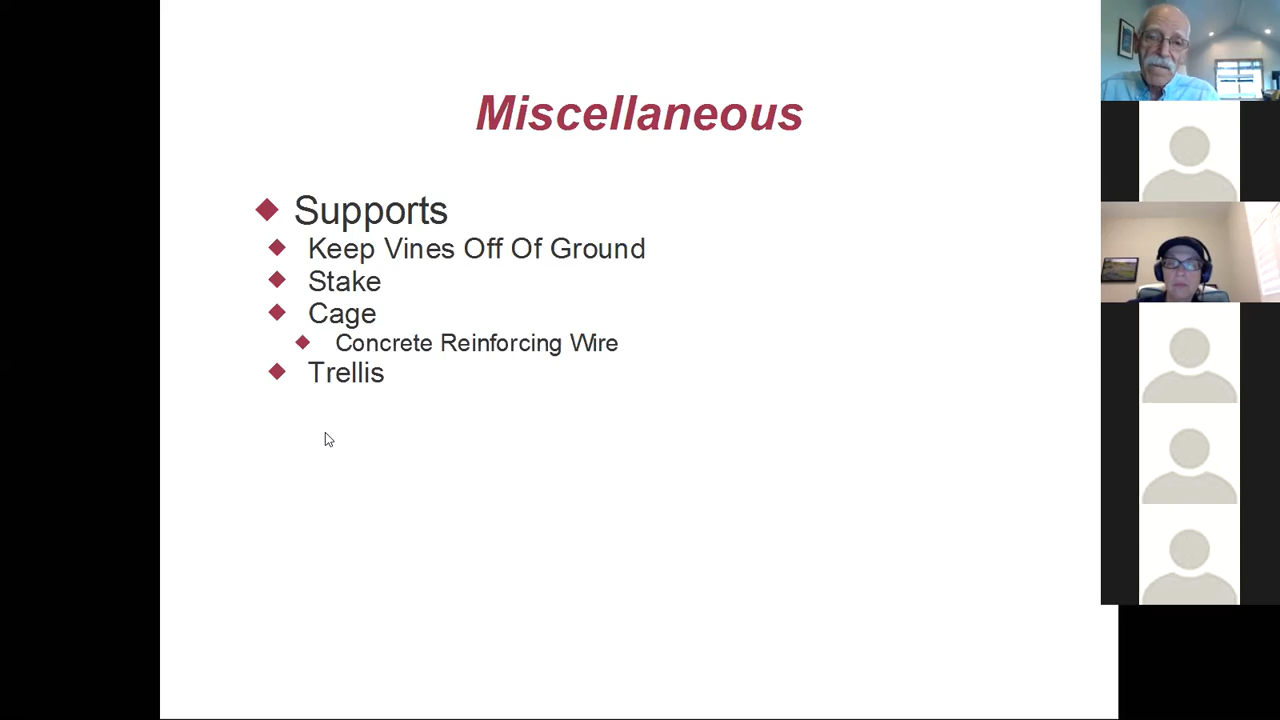 Miscellaneous
Supports
Keep Vines Off Of Ground
Stake
Cage
Concrete Reinforcing Wire
Trellis